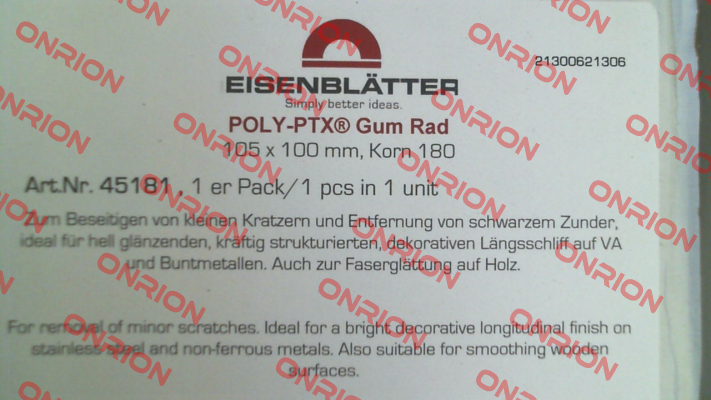 21300621306
EISENBLÄTTER
Simply better ideas.
POLY-PTX® Gum Rad
105 x 100 mm, Korn 180
Art.Nr. 45181 , 1 er Pack/1 pcs in 1 unit
Zum Beseitigen von kleinen Kratzern und Entfernung von schwarzem Zunder,
ideal für hell glänzenden, kräftig strukturierten, dekorativen Längsschliff auf VA
und Buntmetallen. Auch zur Faserglättung auf Holz.
For removal of minor scratches. Ideal for a bright decorative longitudinal finish on
stainless steel and non-ferrous metals. Also suitable for smoothing wooden
surfaces.
ONRION